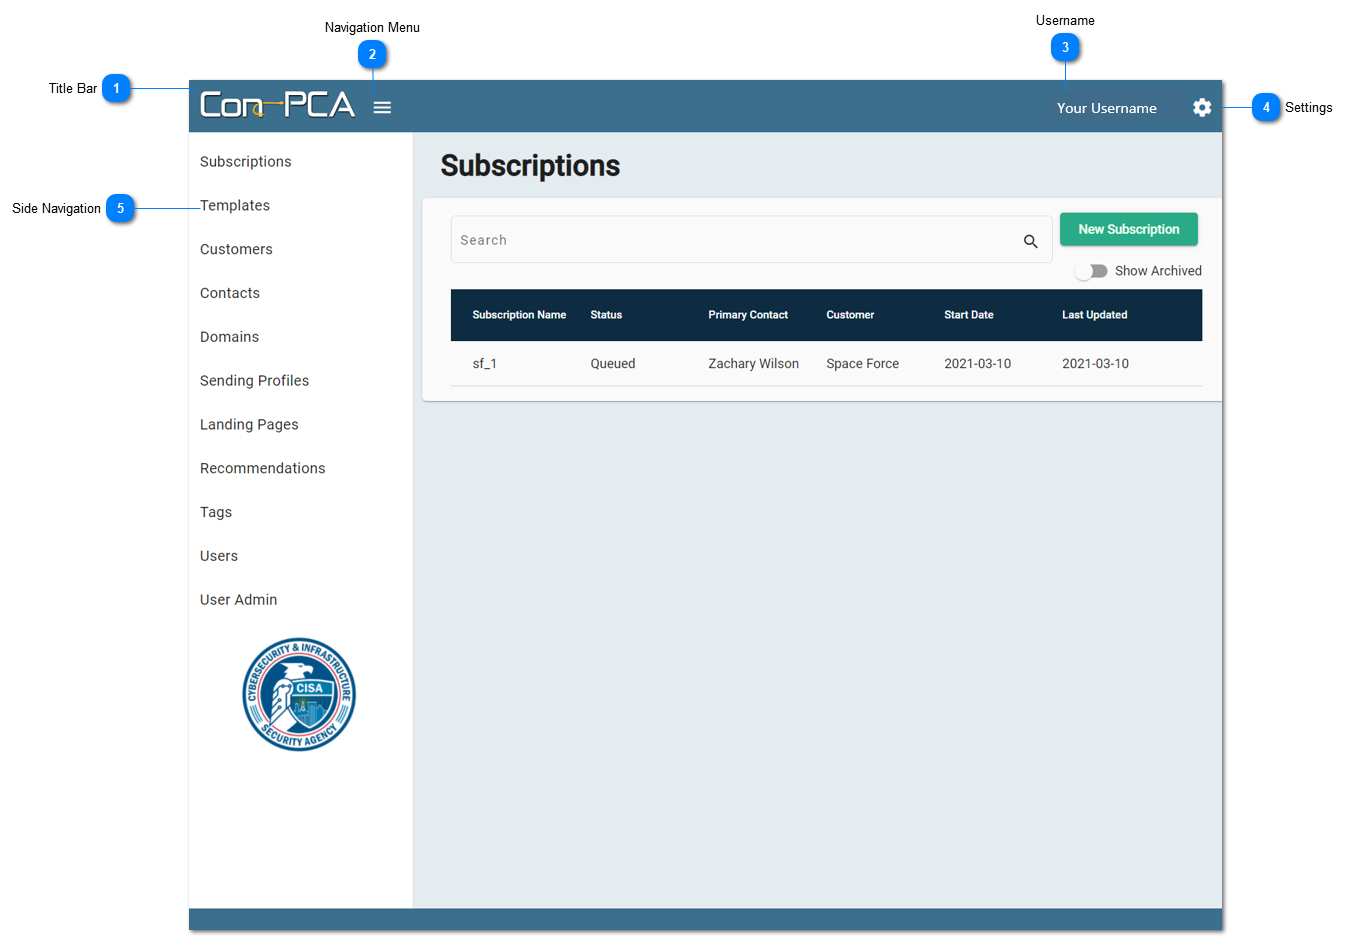 Navigation Menu
2
Username
3
Title Bar 1
Con-PCA
Your Username
4 Settings
Subscriptions
Templates
Side Navigation 5
Customers
Contacts
Domains
Sending Profiles
Landing Pages
Recommendations
Tags
Users
User Admin
CYBERSECURITY & INFRASTRUCTURE
CISA
SECURITY AGENCY
Subscriptions
Search
New Subscription
Show Archived
Subscription Name Status Primary Contact Customer Start Date Last Updated
sf_1 Queued Zachary Wilson Space Force 2021-03-10 2021-03-10